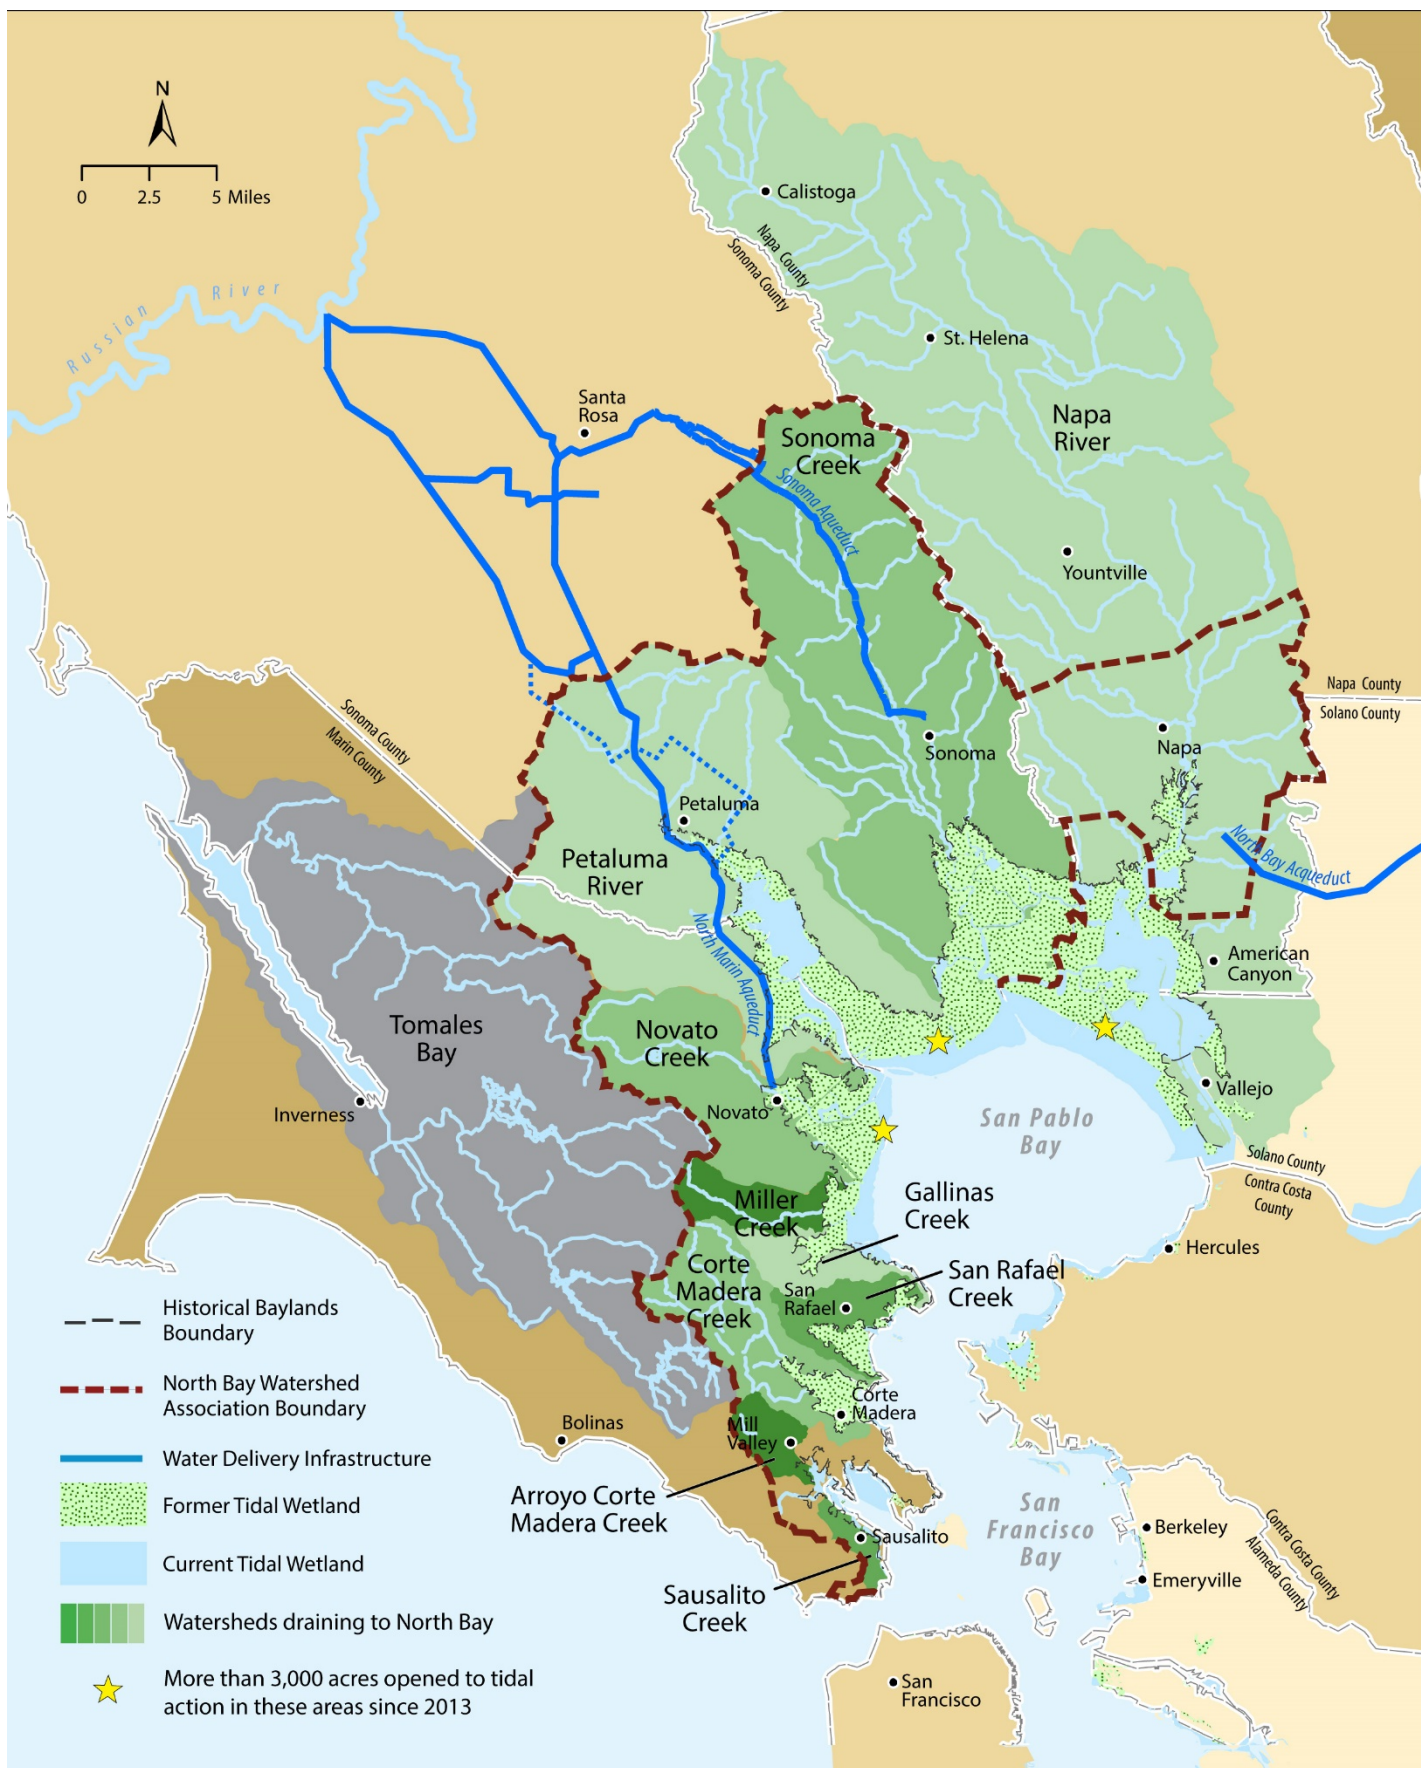 N
0 2.5 5 Miles
Calistoga
Napa County
Sonoma County
Russian River
St. Helena
Santa
Rosa
Napa
River
Sonoma
Creek
Sonoma Aqueduct
Yountville
Napa County
Solano County
Sonoma County
Marin County
Napa
Sonoma
Petaluma
North Bay Acqueduct
Petaluma
River
North Marin Aqueduct
American
Canyon
Tomales
Bay
Novato
Creek
Vallejo
Inverness
Novato
San Pablo
Bay
Solano County
Contra Costa
County
Miller
Creek
Gallinas
Creek
Hercules
Corte
Madera
Creek
San
Rafael
San Rafael
Creek
Historical Baylands
Boundary
North Bay Watershed
Association Boundary
Corte
Madera
Bolinas
Mill
Valley
Water Delivery Infrastructure
Former Tidal Wetland
Arroyo Corte
Madera Creek
San
Francisco
Bay
Berkeley
Contra Costa County
Alameda County
Sausalito
Current Tidal Wetland
Emeryville
Sausalito
Creek
Watersheds draining to North Bay
More than 3,000 acres opened to tidal
action in these areas since 2013
San
Francisco